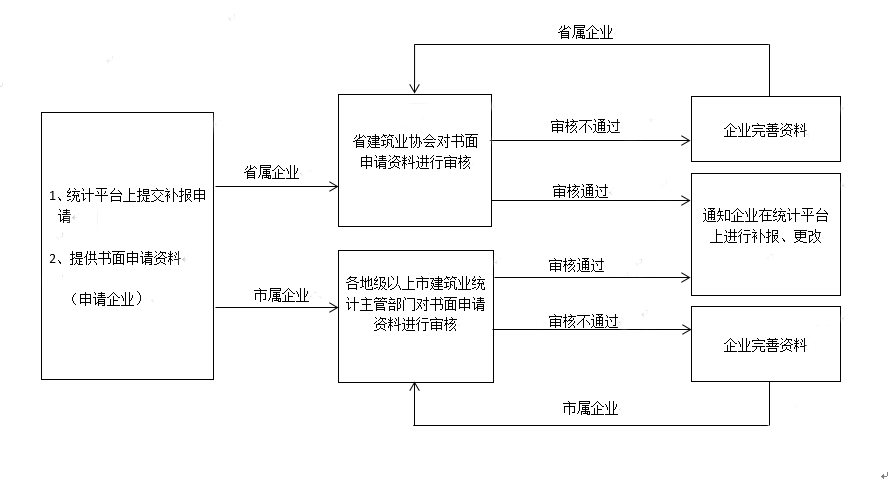 省属企业
1、统计平台上提交补报申
请
2、提供书面申请资料
（申请企业）
省属企业
市属企业
省建筑业协会对书面
申请资料进行审核
各地级以上市建筑业统
计主管部门对书面申请
资料进行审核
审核不通过
审核通过
审核通过
审核不通过
企业完善资料
通知企业在统计平台
上进行补报、更改
企业完善资料
市属企业